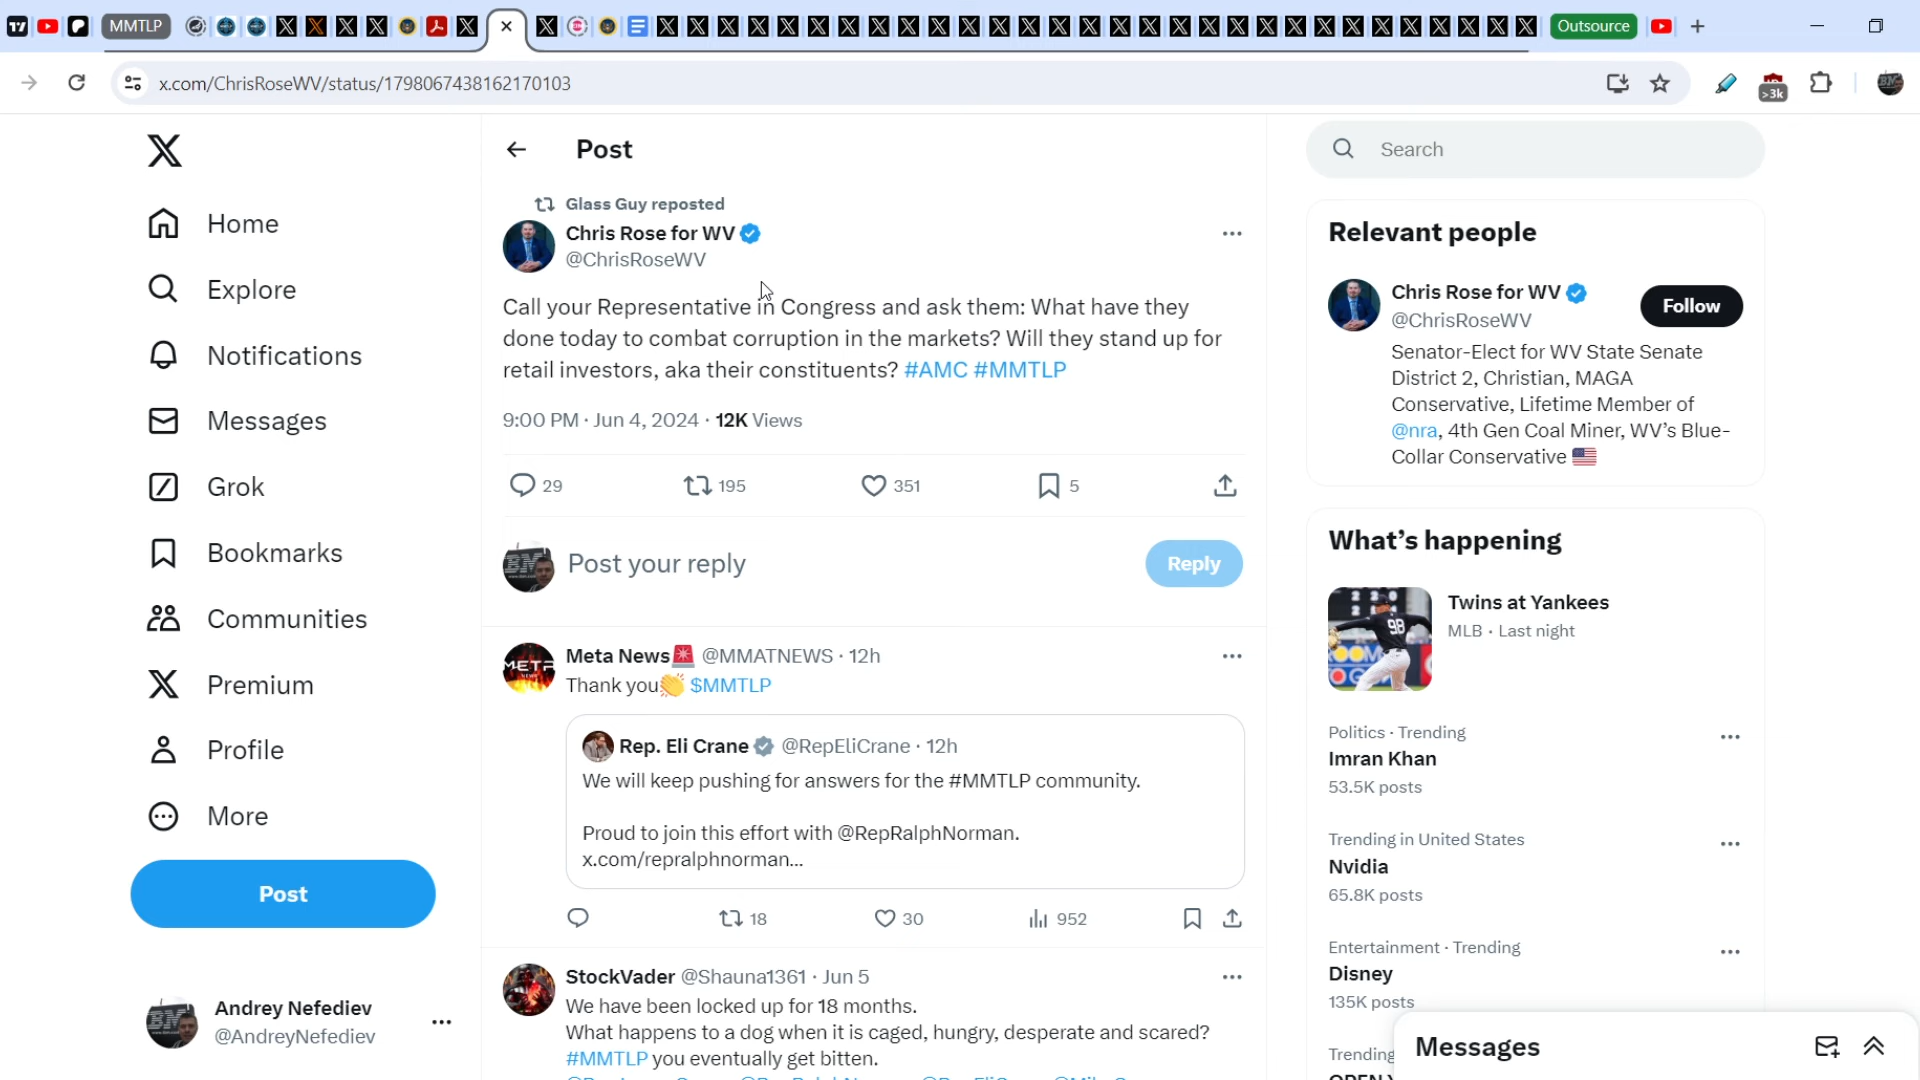 MMTLP
Outsource
x.com/ChrisRoseWV/status/1798067438162170103
>3k
Home
Explore
Notifications
Messages
Grok
Bookmarks
Communities
Premium
Profile
More
Post
Andrey Nefediev
@AndreyNefediev
Post
Glass Guy reposted
Chris Rose for WV
@ChrisRoseWV
Call your Representative in Congress and ask them: What have they
done today to combat corruption in the markets? Will they stand up for
retail investors, aka their constituents? #AMC #MMTLP
9:00 PM · Jun 4, 2024 · 12K Views
29 195 351 5
Post your reply
Reply
Meta News🚨 @MMATNEWS · 12h
Thank you👏 $MMTLP
Rep. Eli Crane @RepEliCrane · 12h
We will keep pushing for answers for the #MMTLP community.
Proud to join this effort with @RepRalphNorman.
x.com/repralphnorman...
18 30 952
StockVader @Shauna1361 · Jun 5
We have been locked up for 18 months.
What happens to a dog when it is caged, hungry, desperate and scared?
#MMTLP you eventually get bitten.
Search
Relevant people
Chris Rose for WV
@ChrisRoseWV
Follow
Senator-Elect for WV State Senate
District 2, Christian, MAGA
Conservative, Lifetime Member of
@nra, 4th Gen Coal Miner, WV’s Blue-
Collar Conservative 🇺🇸
What’s happening
Twins at Yankees
MLB · Last night
Politics · Trending
Imran Khan
53.5K posts
Trending in United States
Nvidia
65.8K posts
Entertainment · Trending
Disney
135K posts
Trending
Messages